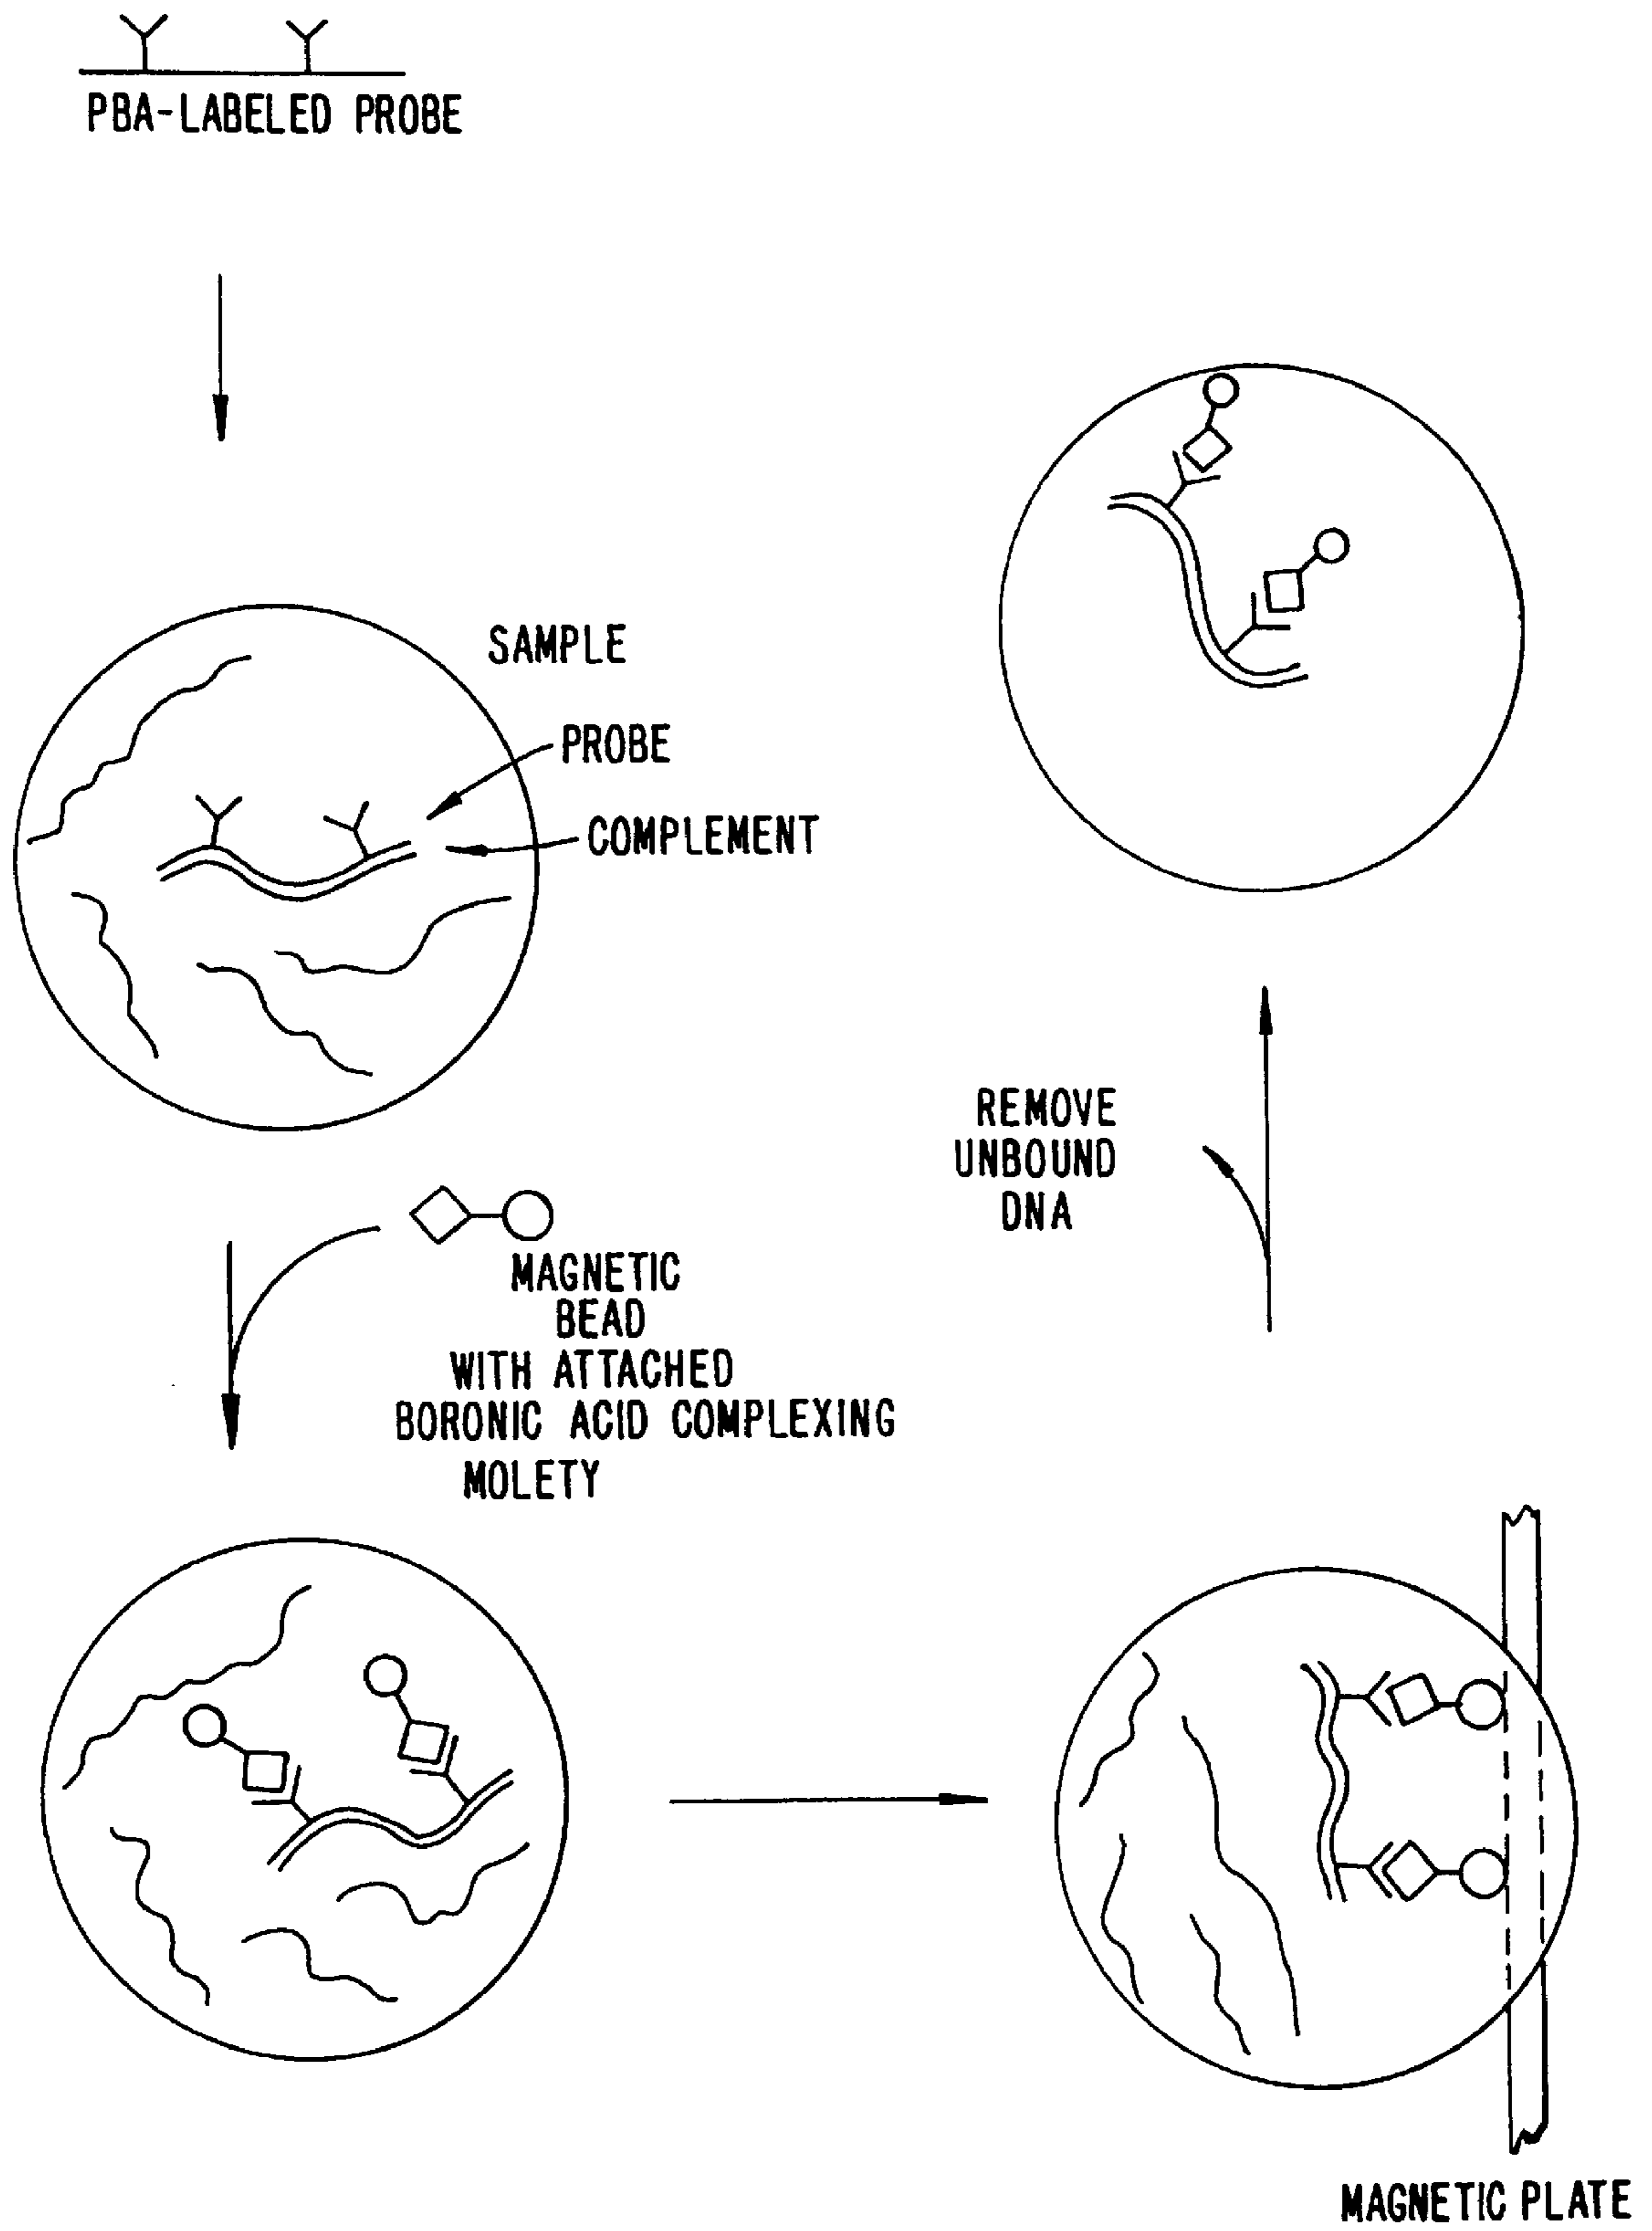 PBA-LABELED PROBE
SAMPLE
PROBE
COMPLEMENT
MAGNETIC
BEAD
WITH ATTACHED
BORONIC ACID COMPLEXING
MOLETY
REMOVE
UNBOUND
DNA
MAGNETIC PLATE